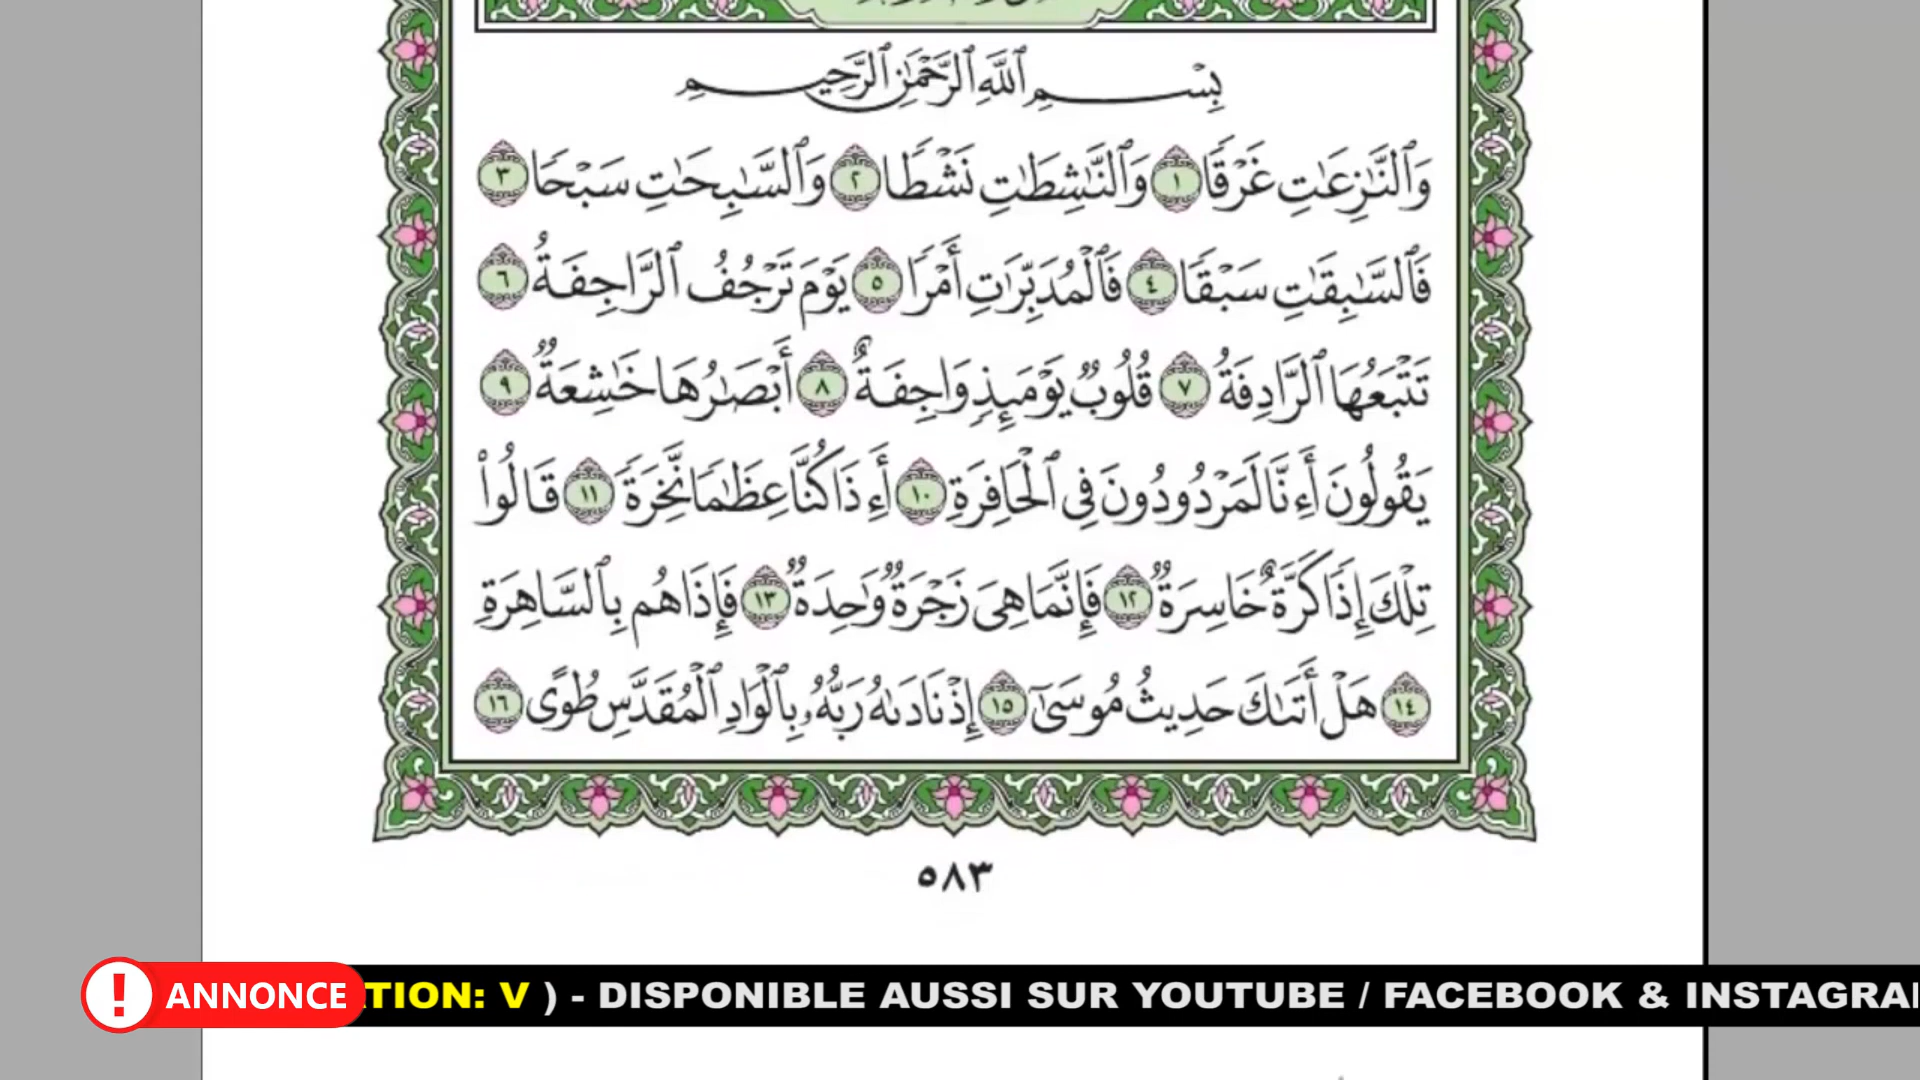 بِسْمِ ٱللَّهِ ٱلرَّحْمَٰنِ ٱلرَّحِيمِ
وَٱلنَّٰزِعَٰتِ غَرْقًا ١ وَٱلنَّٰشِطَٰتِ نَشْطًا ٢ وَٱلسَّٰبِحَٰتِ سَبْحًا ٣
فَٱلسَّٰبِقَٰتِ سَبْقًا ٤ فَٱلْمُدَبِّرَٰتِ أَمْرًا ٥ يَوْمَ تَرْجُفُ ٱلرَّاجِفَةُ ٦
تَتْبَعُهَا ٱلرَّادِفَةُ ٧ قُلُوبٌ يَوْمَئِذٍ وَاجِفَةٌ ٨ أَبْصَٰرُهَا خَٰشِعَةٌ ٩
يَقُولُونَ أَءِنَّا لَمَرْدُودُونَ فِى ٱلْحَافِرَةِ ١٠ أَءِذَا كُنَّا عِظَٰمًا نَّخِرَةً ١١ قَالُوا۟
تِلْكَ إِذًا كَرَّةٌ خَاسِرَةٌ ١٢ فَإِنَّمَا هِىَ زَجْرَةٌ وَٰحِدَةٌ ١٣ فَإِذَا هُم بِٱلسَّاهِرَةِ
١٤ هَلْ أَتَىٰكَ حَدِيثُ مُوسَىٰٓ ١٥ إِذْ نَادَىٰهُ رَبُّهُۥ بِٱلْوَادِ ٱلْمُقَدَّسِ طُوًى ١٦
٥٨٣
! ANNONCE TION: V ) - DISPONIBLE AUSSI SUR YOUTUBE / FACEBOOK & INSTAGRA